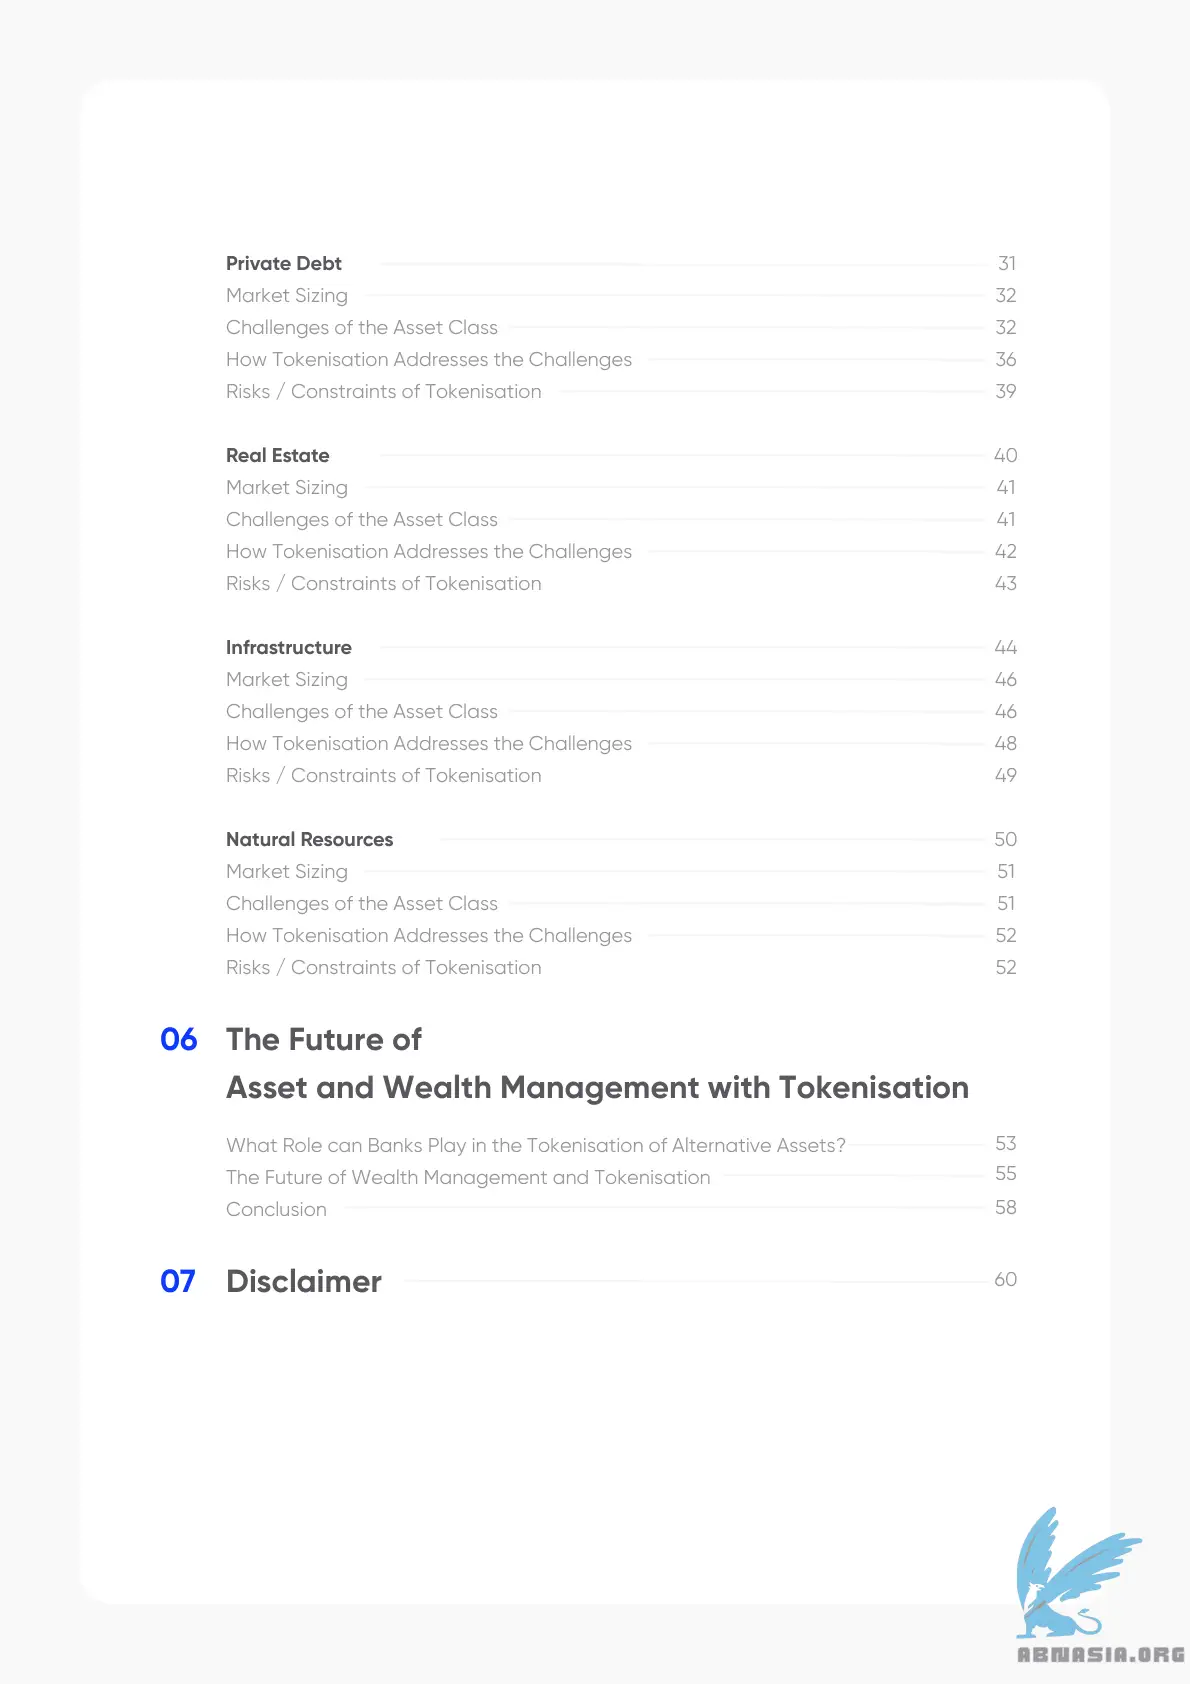 Private Debt 31
Market Sizing 32
Challenges of the Asset Class 32
How Tokenisation Addresses the Challenges 36
Risks / Constraints of Tokenisation 39
Real Estate 40
Market Sizing 41
Challenges of the Asset Class 41
How Tokenisation Addresses the Challenges 42
Risks / Constraints of Tokenisation 43
Infrastructure 44
Market Sizing 46
Challenges of the Asset Class 46
How Tokenisation Addresses the Challenges 48
Risks / Constraints of Tokenisation 49
Natural Resources 50
Market Sizing 51
Challenges of the Asset Class 51
How Tokenisation Addresses the Challenges 52
Risks / Constraints of Tokenisation 52
06 The Future of
Asset and Wealth Management with Tokenisation
What Role can Banks Play in the Tokenisation of Alternative Assets? 53
The Future of Wealth Management and Tokenisation 55
Conclusion 58
07 Disclaimer 60
ABNASIA.ORG